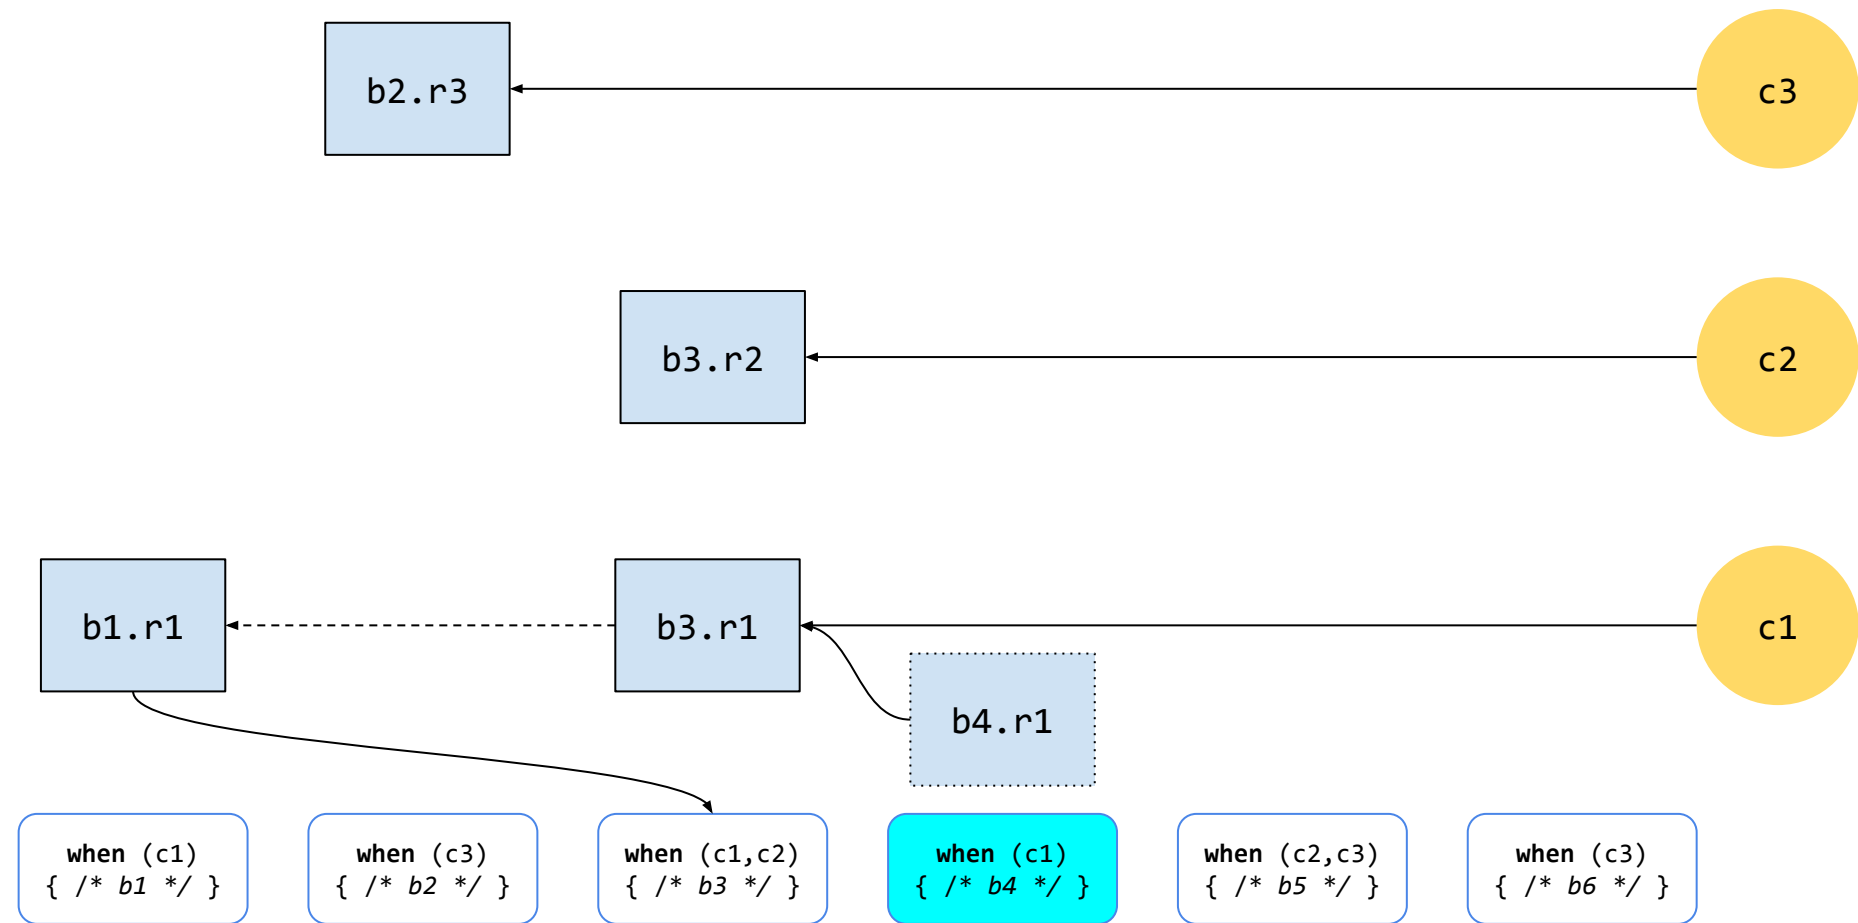 b2.r3
c3
b3.r2
c2
b1.r1
b3.r1
c1
b4.r1
when (c1)
{ /* b1 */ }
when (c3)
{ /* b2 */ }
when (c1,c2)
{ /* b3 */ }
when (c1)
{ /* b4 */ }
when (c2,c3)
{ /* b5 */ }
when (c3)
{ /* b6 */ }